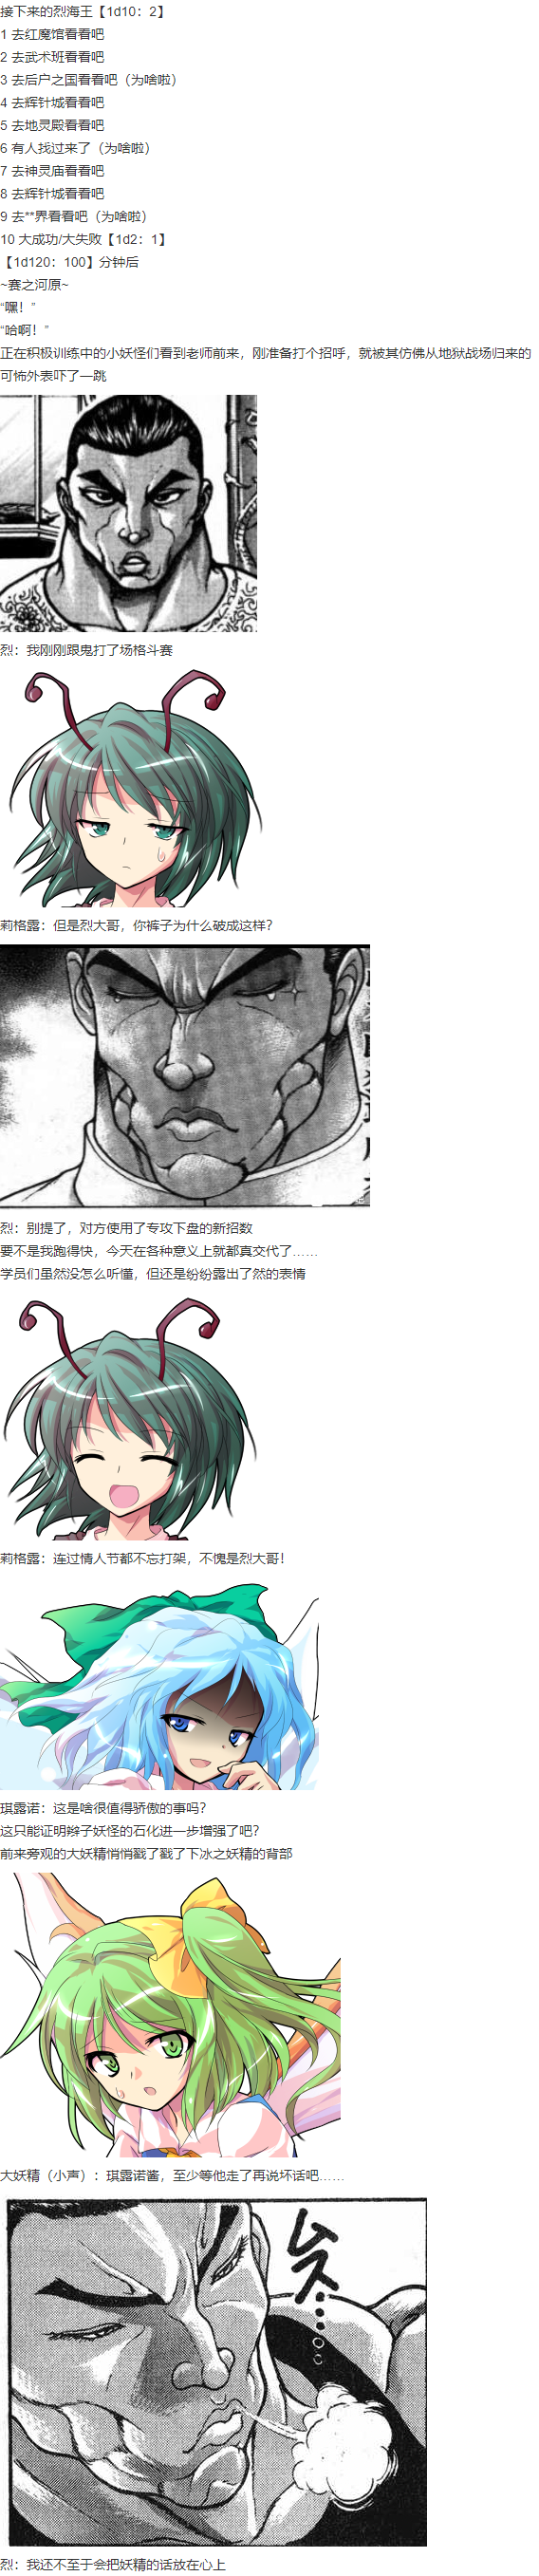 接下来的烈海王【1d10：2】
1 去红魔馆看看吧
2 去武术班看看吧
3 去后户之国看看吧（为啥啦）
4 去辉针城看看吧
5 去地灵殿看看吧
6 有人找过来了（为啥啦）
7 去神灵庙看看吧
8 去辉针城看看吧
9 去**界看看吧（为啥啦）
10 大成功/大失败【1d2：1】
【1d120：100】分钟后
~赛之河原~
“嘿！”
“哈啊！”
正在积极训练中的小妖怪们看到老师前来，刚准备打个招呼，就被其仿佛从地狱战场归来的
可怖外表吓了一跳
烈：我刚刚跟鬼打了场格斗赛
莉格露：但是烈大哥，你裤子为什么破成这样？
烈：别提了，对方使用了专攻下盘的新招数
要不是我跑得快，今天在各种意义上就都真交代了……
学员们虽然没怎么听懂，但还是纷纷露出了然的表情
莉格露：连过情人节都不忘打架，不愧是烈大哥！
琪露诺：这是啥很值得骄傲的事吗？
这只能证明辫子妖怪的石化进一步增强了吧？
前来旁观的大妖精悄悄戳了戳了下冰之妖精的背部
大妖精（小声）：琪露诺酱，至少等他走了再说坏话吧……
ムス…
烈：我还不至于会把妖精的话放在心上